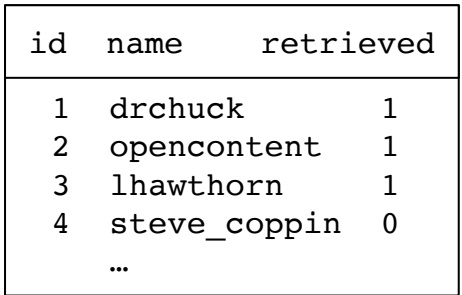 id name retrieved
1 drchuck 1
2 opencontent 1
3 lhawthorn 1
4 steve_coppin 0
…